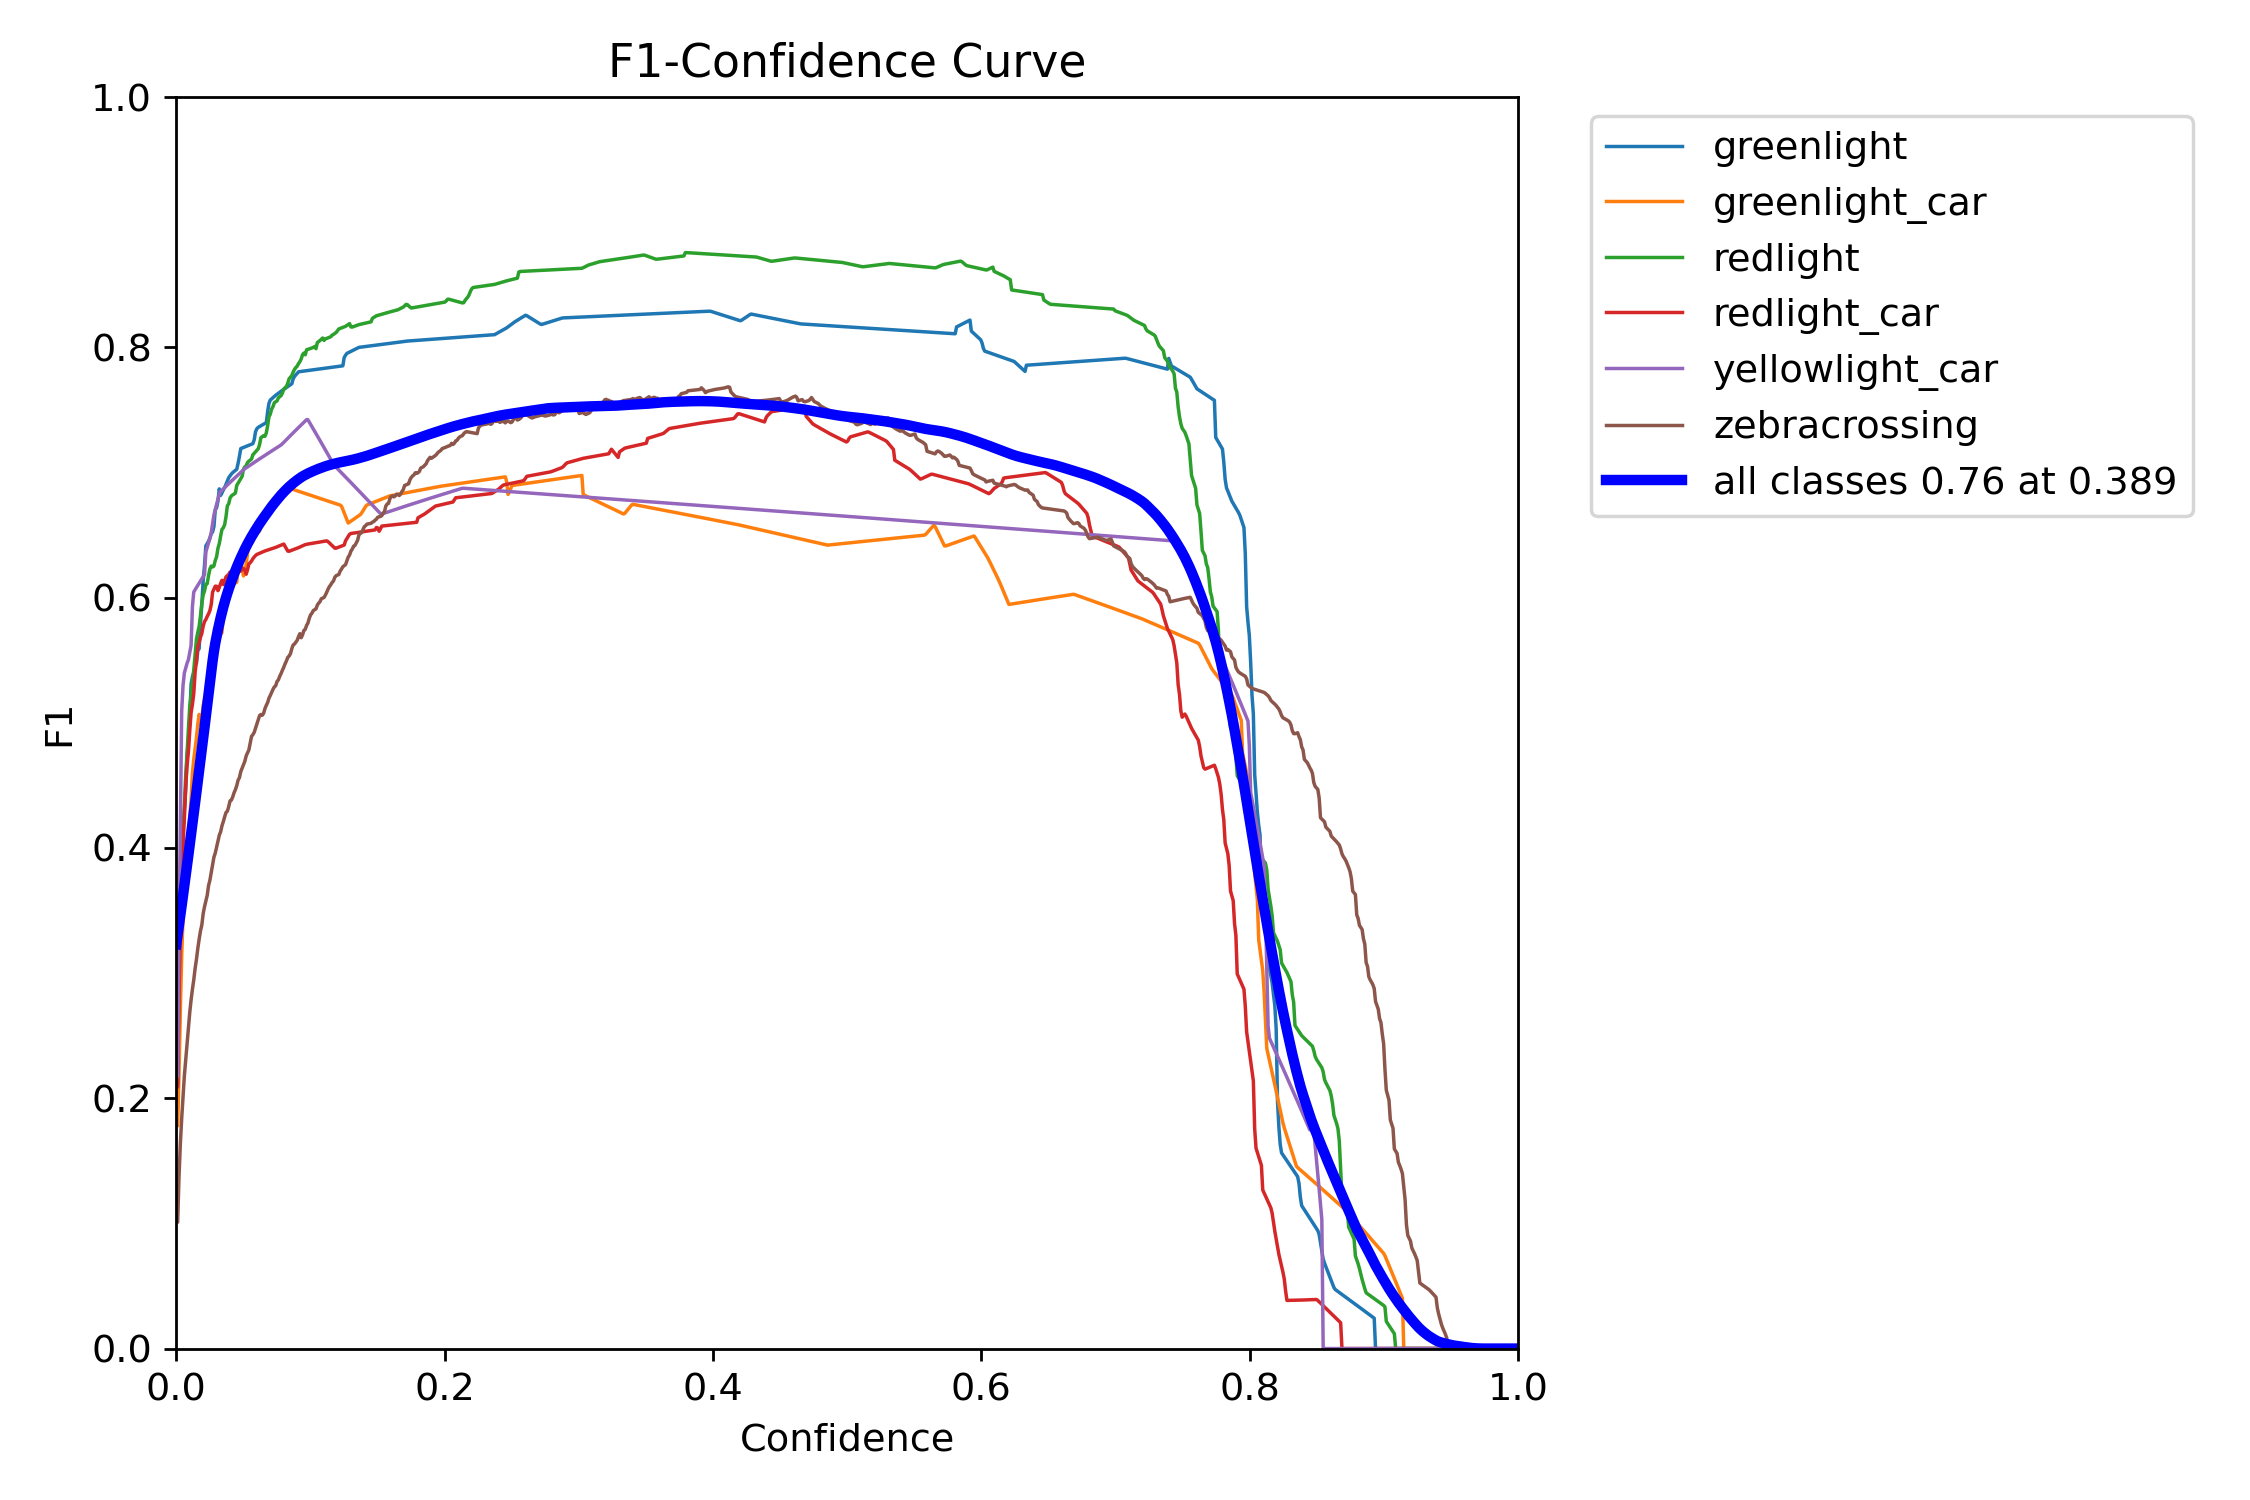 F1-Confidence Curve
1.0
0.8
0.6
0.4
0.2
0.0
F1
0.0 0.2 0.4 0.6 0.8 1.0
Confidence
greenlight
greenlight_car
redlight
redlight_car
yellowlight_car
zebracrossing
all classes 0.76 at 0.389